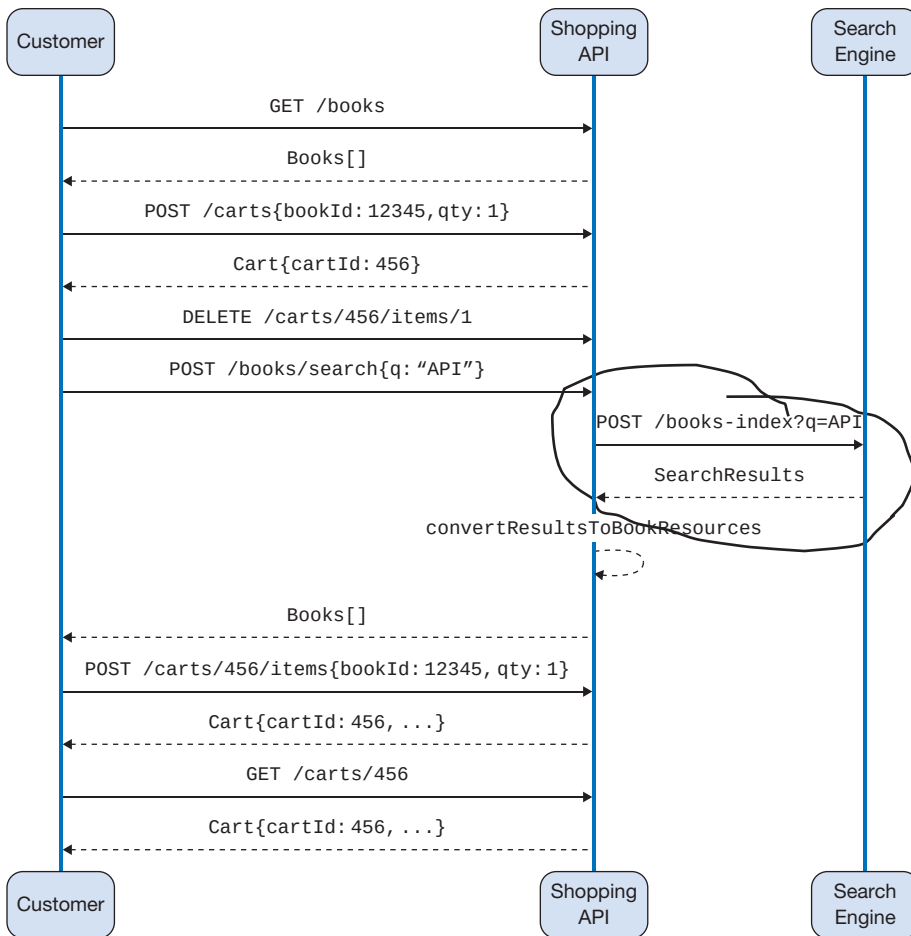 Customer
Shopping
API
Search
Engine
GET /books
Books[]
POST /carts{bookId:12345,qty:1}
Cart{cartId:456}
DELETE /carts/456/items/1
POST /books/search{q:“API”}
POST /books-index?q=API
SearchResults
convertResultsToBookResources
Books[]
POST /carts/456/items{bookId:12345,qty:1}
Cart{cartId:456,...}
GET /carts/456
Cart{cartId:456,...}
Customer
Shopping
API
Search
Engine